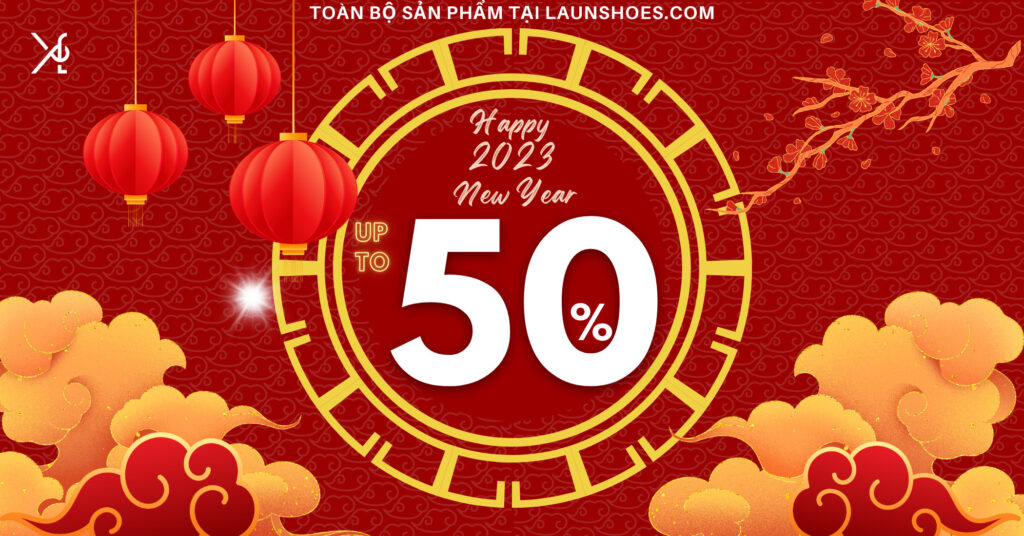 TOÀN BỘ SẢN PHẨM TẠI LAUNSHOES.COM
Happy
2023
New Year
UP
TO
50
%